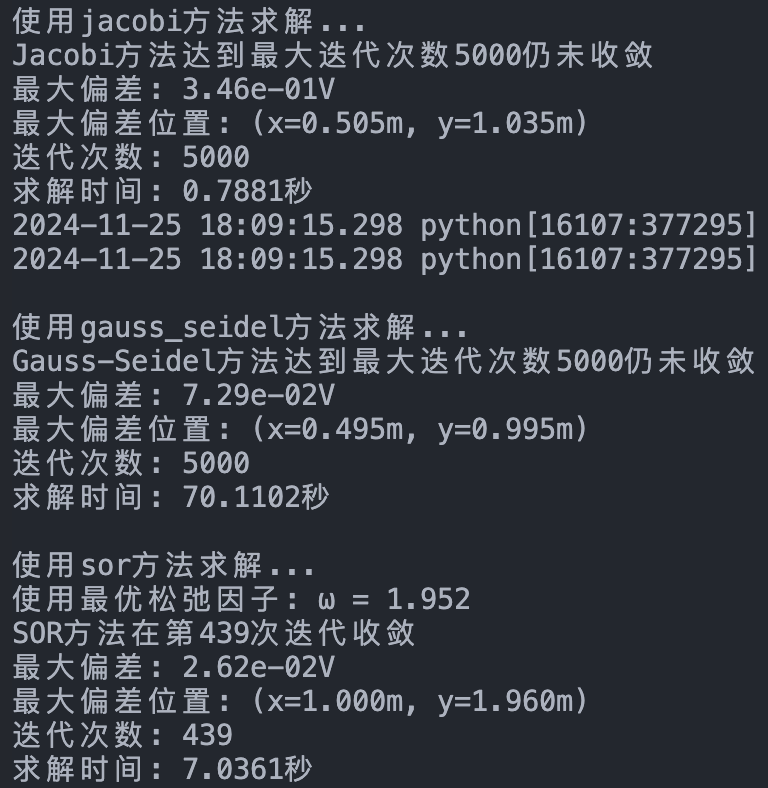 使用jacobi方法求解...
Jacobi方法达到最大迭代次数5000仍未收敛
最大偏差: 3.46e-01V
最大偏差位置: (x=0.505m, y=1.035m)
迭代次数: 5000
求解时间: 0.7881秒
2024-11-25 18:09:15.298 python[16107:377295]
2024-11-25 18:09:15.298 python[16107:377295]
使用gauss_seidel方法求解...
Gauss-Seidel方法达到最大迭代次数5000仍未收敛
最大偏差: 7.29e-02V
最大偏差位置: (x=0.495m, y=0.995m)
迭代次数: 5000
求解时间: 70.1102秒
使用sor方法求解...
使用最优松弛因子: ω = 1.952
SOR方法在第439次迭代收敛
最大偏差: 2.62e-02V
最大偏差位置: (x=1.000m, y=1.960m)
迭代次数: 439
求解时间: 7.0361秒